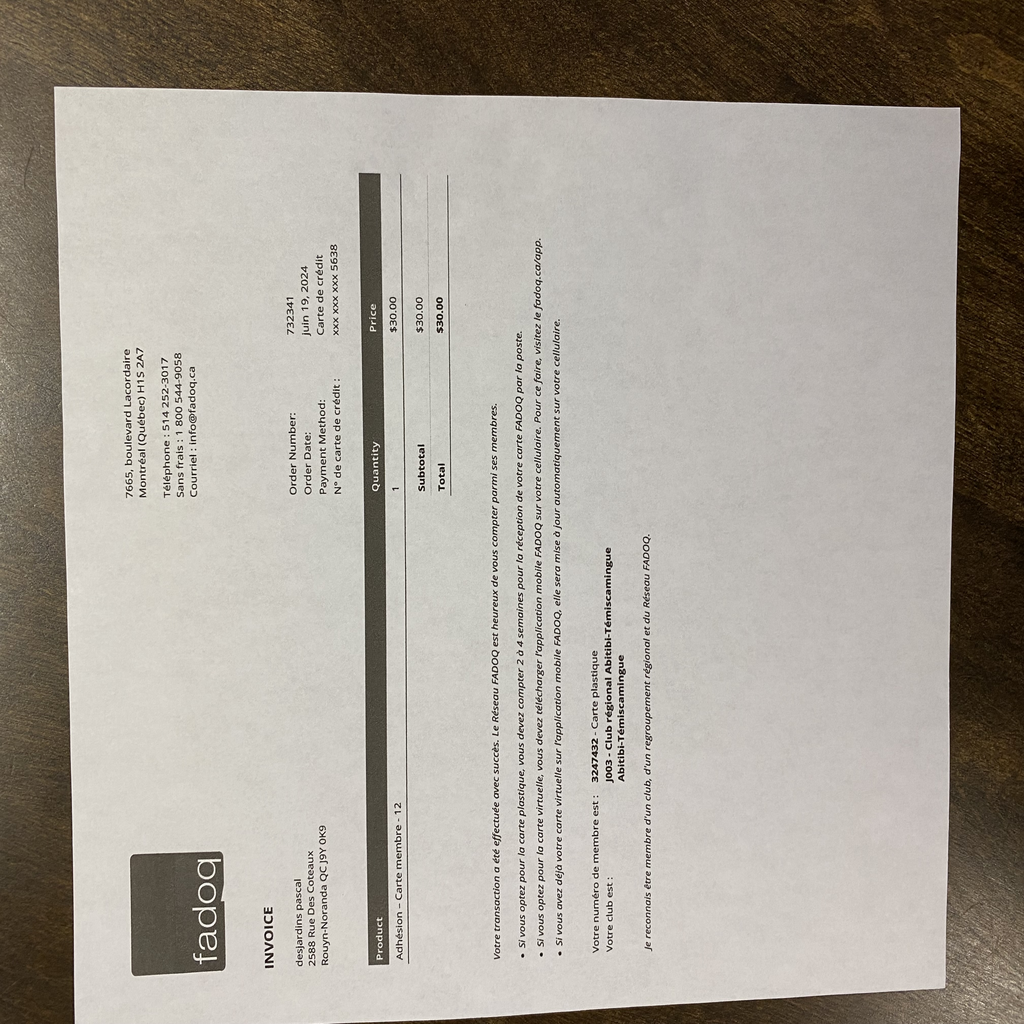 fadoq
7665, boulevard Lacordaire
Montréal (Québec) H1S 2A7
Téléphone : 514 252-3017
Sans frais : 1 800 544-9058
Courriel : info@fadoq.ca
INVOICE
desjardins pascal
2588 Rue Des Coteaux
Rouyn-Noranda QC J9Y 0K9
Order Number: 732341
Order Date: juin 19, 2024
Payment Method: Carte de crédit
N° de carte de crédit : xxx xxx xxx 5638
Product Quantity Price
Adhésion – Carte membre - 12 1 $30.00
Subtotal $30.00
Total $30.00
Votre transaction a été effectuée avec succès. Le Réseau FADOQ est heureux de vous compter parmi ses membres.
• Si vous optez pour la carte plastique, vous devez compter 2 à 4 semaines pour la réception de votre carte FADOQ par la poste.
• Si vous optez pour la carte virtuelle, vous devez télécharger l'application mobile FADOQ sur votre cellulaire. Pour ce faire, visitez le fadoq.ca/app.
• Si vous avez déjà votre carte virtuelle sur l'application mobile FADOQ, elle sera mise à jour automatiquement sur votre cellulaire.
Votre numéro de membre est : 3247432 - Carte plastique
Votre club est : J003 - Club régional Abitibi-Témiscamingue
Abitibi-Témiscamingue
Je reconnais être membre d'un club, d'un regroupement régional et du Réseau FADOQ.